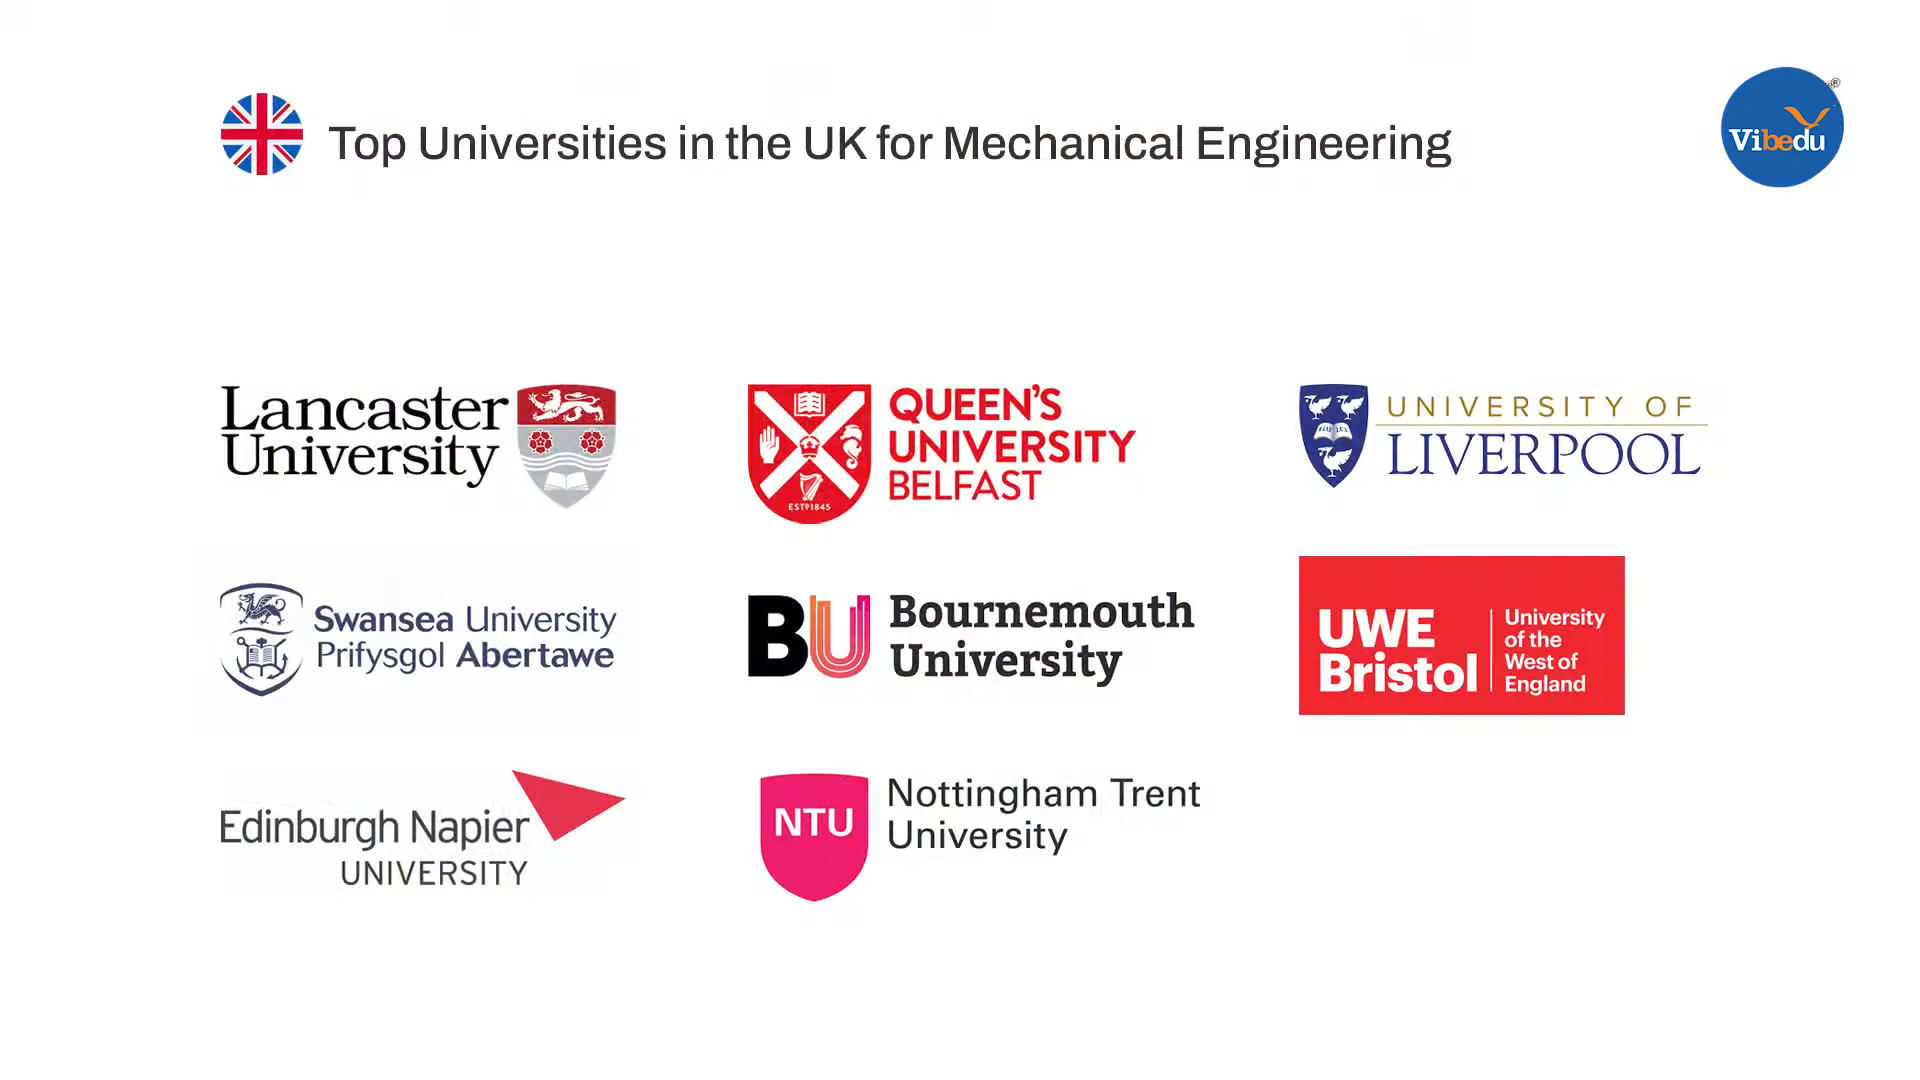 Top Universities in the UK for Mechanical Engineering
Vibedu
®
Lancaster
University
ESTD1845
QUEEN'S
UNIVERSITY
BELFAST
UNIVERSITY OF
LIVERPOOL
Swansea University
Prifysgol Abertawe
BU
Bournemouth
University
UWE
Bristol
University
of the
West of
England
Edinburgh Napier
UNIVERSITY
NTU
Nottingham Trent
University